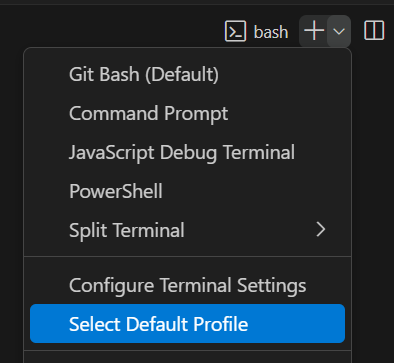 bash
Git Bash (Default)
Command Prompt
JavaScript Debug Terminal
PowerShell
Split Terminal
Configure Terminal Settings
Select Default Profile